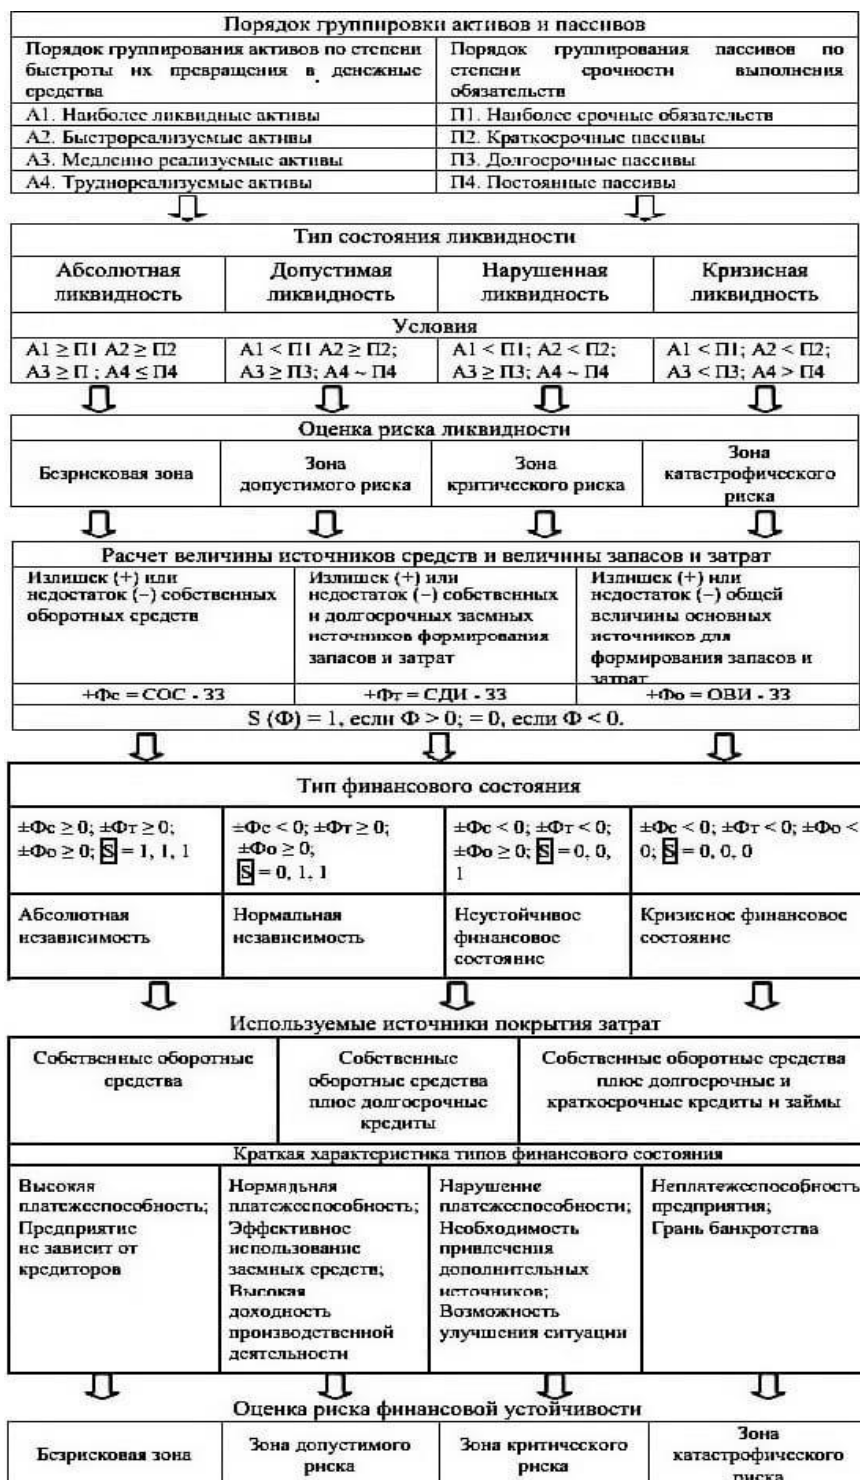 Порядок группировки активов и пассивов
Порядок группирования активов по степени
быстроты их превращения в денежные
средства
Порядок группирования пассивов по
степени срочности выполнения
обязательств
А1. Наиболее ликвидные активы
П1. Наиболее срочные обязательств
А2. Быстрореализуемые активы
П2. Краткосрочные пассивы
А3. Медленно реализуемые активы
П3. Долгосрочные пассивы
А4. Труднореализуемые активы
П4. Постоянные пассивы
Тип состояния ликвидности
Абсолютная
ликвидность
Допустимая
ликвидность
Нарушенная
ликвидность
Кризисная
ликвидность
Условия
А1 ≥ П1 А2 ≥ П2
А3 ≥ П ; А4 ≤ П4
А1 < П1 А2 ≥ П2;
А3 ≥ П3; А4 ~ П4
А1 < П1; А2 < П2;
А3 ≥ П3; А4 ~ П4
А1 < П1; А2 < П2;
А3 < П3; А4 > П4
Оценка риска ликвидности
Безрисковая зона
Зона
допустимого риска
Зона
критического риска
Зона
катастрофического
риска
Расчет величины источников средств и величины запасов и затрат
Излишек (+) или
недостаток (−) собственных
оборотных средств
Излишек (+) или
недостаток (−) собственных
и долгосрочных заемных
источников формирования
запасов и затрат
Излишек (+) или
недостаток (−) общей
величины основных
источников для
формирования запасов и
затрат
+Фс = СОС - ЗЗ
+Фт = СДИ - ЗЗ
+Фо = ОВИ - ЗЗ
S (Ф) = 1, если Ф > 0; = 0, если Ф < 0.
Тип финансового состояния
±Фс ≥ 0; ±Фт ≥ 0;
±Фо ≥ 0; S = 1, 1, 1
±Фс < 0; ±Фт ≥ 0;
±Фо ≥ 0;
S = 0, 1, 1
±Фс < 0; ±Фт < 0;
±Фо ≥ 0; S = 0, 0,
1
±Фс < 0; ±Фт < 0; ±Фо <
0; S = 0, 0, 0
Абсолютная
независимость
Нормальная
независимость
Неустойчивое
финансовое
состояние
Кризисное финансовое
состояние
Используемые источники покрытия затрат
Собственные оборотные
средства
Собственные
оборотные средства
плюс долгосрочные
кредиты
Собственные оборотные средства
плюс долгосрочные и
краткосрочные кредиты и займы
Краткая характеристика типов финансового состояния
Высокая
платежеспособность;
Предприятие
не зависит от
кредиторов
Нормальная
платежеспособность;
Эффективное
использование
заемных средств;
Высокая
доходность
производственной
деятельности
Нарушение
платежеспособности;
Необходимость
привлечения
дополнительных
источников;
Возможность
улучшения ситуации
Неплатежеспособность
предприятия;
Грань банкротства
Оценка риска финансовой устойчивости
Безрисковая зона
Зона допустимого
риска
Зона критического
риска
Зона
катастрофического
риска